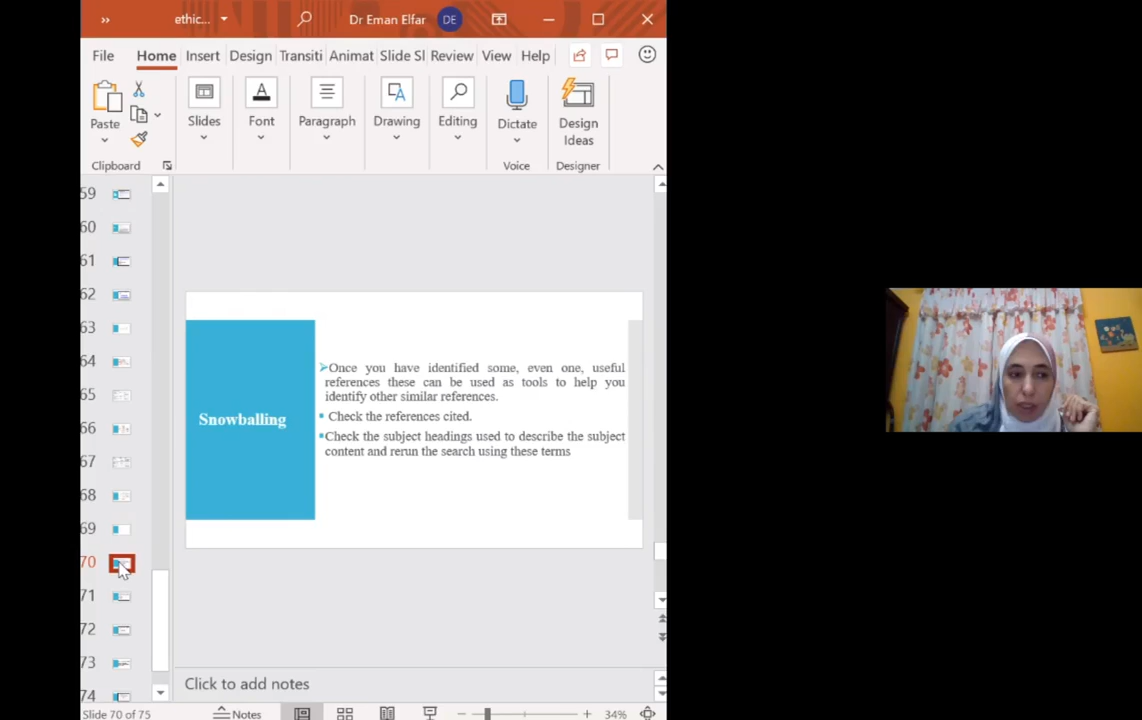 ethic...
Dr Eman Elfar
DE
File Home Insert Design Transiti Animat Slide Sl Review View Help
Paste
Slides
Font
Paragraph
Drawing
Editing
Dictate
Design
Ideas
Clipboard
Voice
Designer
59
60
61
62
63
64
65
66
67
68
69
70
71
72
73
74
Snowballing
➢Once you have identified some, even one, useful
references these can be used as tools to help you
identify other similar references.
▪ Check the references cited.
▪Check the subject headings used to describe the subject
content and rerun the search using these terms
Click to add notes
Slide 70 of 75
Notes
34%